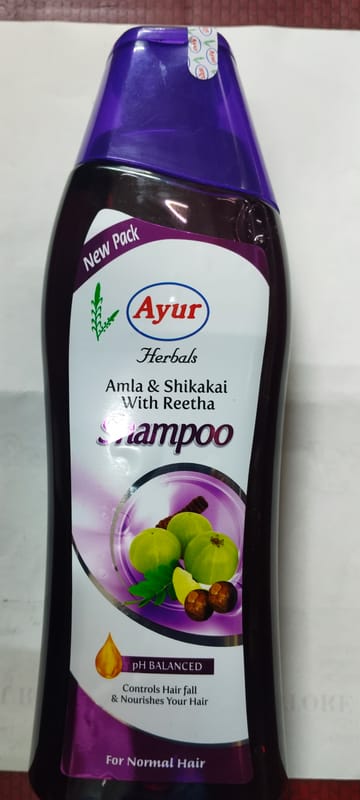 New Pack
Ayur
Herbals
Amla & Shikakai
With Reetha
Shampoo
pH BALANCED
Controls Hair fall
& Nourishes Your Hair
For Normal Hair